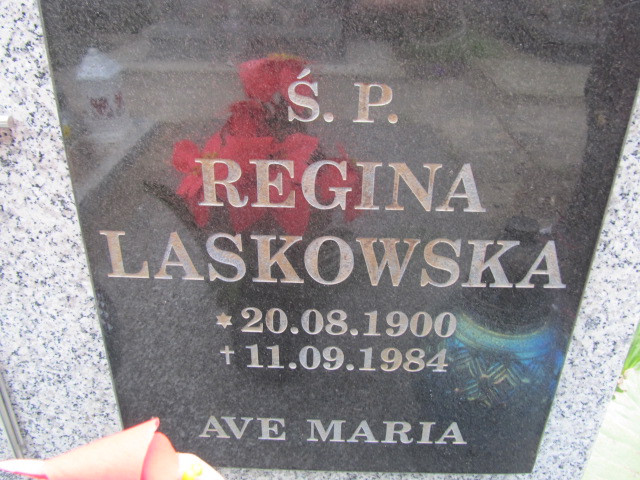 Ś. P.
REGINA
LASKOWSKA
✶ 20.08.1900
† 11.09.1984
AVE MARIA